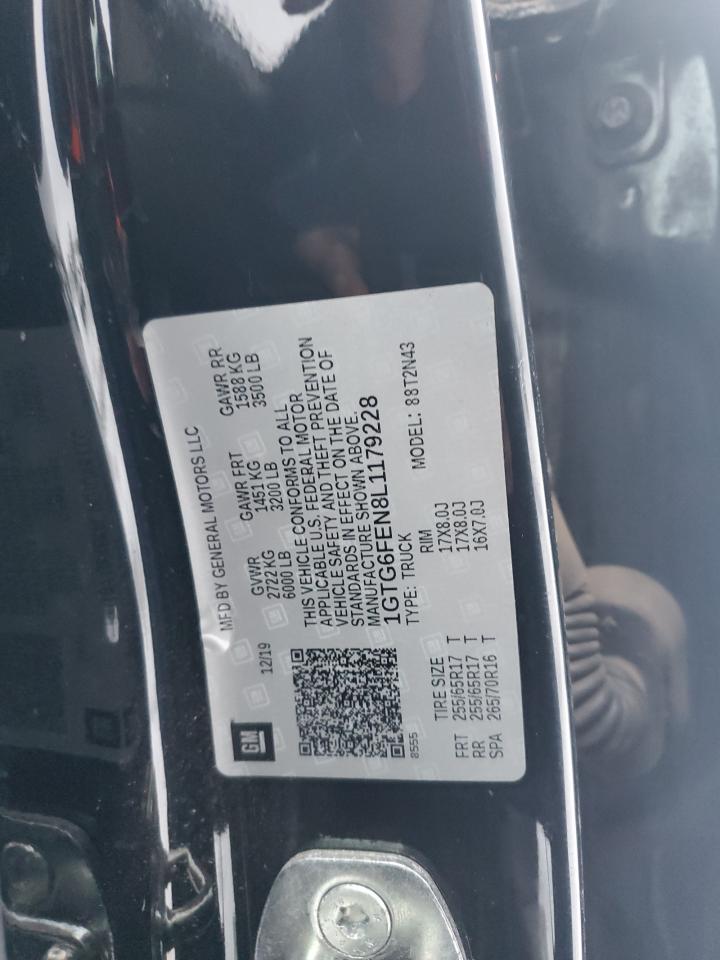 GM
MFD BY GENERAL MOTORS LLC
12/19
GVWR GAWR FRT GAWR RR
2722 KG 1451 KG 1588 KG
6000 LB 3200 LB 3500 LB
THIS VEHICLE CONFORMS TO ALL
APPLICABLE U.S. FEDERAL MOTOR
VEHICLE SAFETY AND THEFT PREVENTION
STANDARDS IN EFFECT ON THE DATE OF
MANUFACTURE SHOWN ABOVE.
1GTG6FEN8L1179228
8555 TYPE: TRUCK MODEL: 88T2N43
TIRE SIZE RIM
FRT 255/65R17 T 17X8.0J
RR 255/65R17 T 17X8.0J
SPA 265/70R16 T 16X7.0J